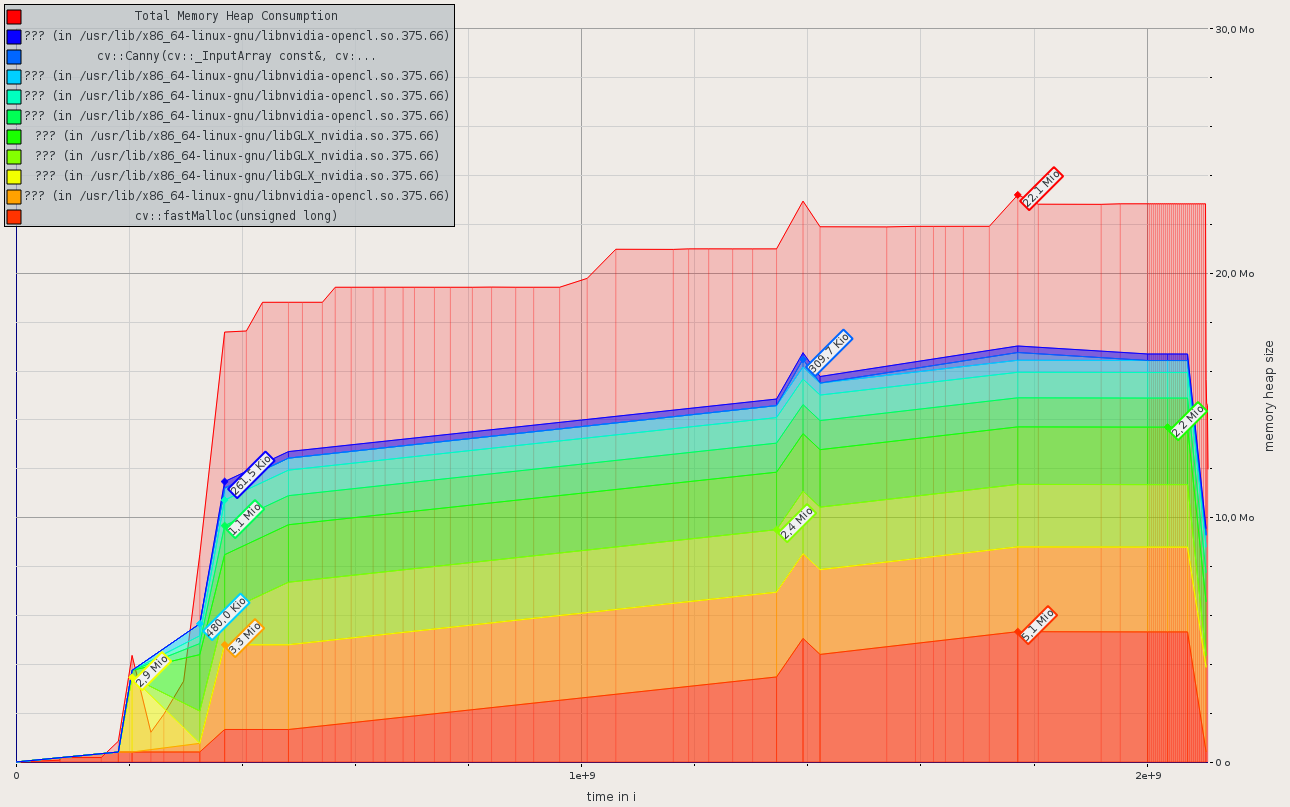 Total Memory Heap Consumption
??? (in /usr/lib/x86_64-linux-gnu/libnvidia-opencl.so.375.66)
cv::Canny(cv::_InputArray const&, cv:...
??? (in /usr/lib/x86_64-linux-gnu/libnvidia-opencl.so.375.66)
??? (in /usr/lib/x86_64-linux-gnu/libnvidia-opencl.so.375.66)
??? (in /usr/lib/x86_64-linux-gnu/libnvidia-opencl.so.375.66)
??? (in /usr/lib/x86_64-linux-gnu/libGLX_nvidia.so.375.66)
??? (in /usr/lib/x86_64-linux-gnu/libGLX_nvidia.so.375.66)
??? (in /usr/lib/x86_64-linux-gnu/libGLX_nvidia.so.375.66)
??? (in /usr/lib/x86_64-linux-gnu/libnvidia-opencl.so.375.66)
cv::fastMalloc(unsigned long)
30,0 Mo
22,1 Mio
20,0 Mo
309,7 Kio
memory heap size
2,2 Mio
261,5 Kio
1,1 Mio
2,4 Mio
10,0 Mo
480,0 Kio
3,3 Mio
5,1 Mio
2,9 Mio
0 o
0
1e+9
2e+9
time in i